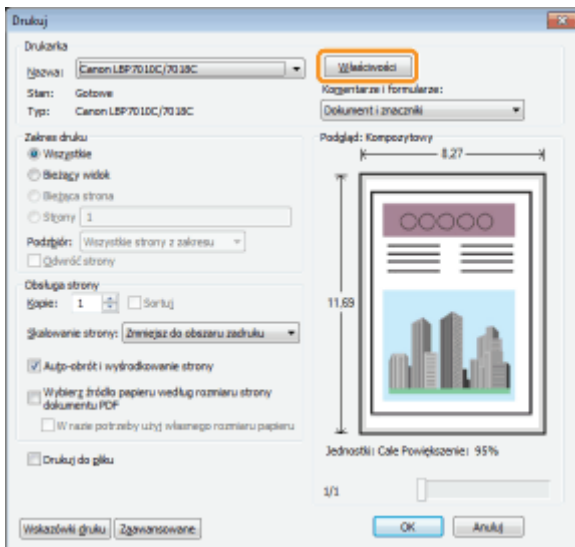 Drukuj
Drukarka
Nazwa: Canon LBP7010C/7018C
Właściwości
Stan: Gotowe
Typ: Canon LBP7010C/7018C
Komentarze i formularze:
Dokument i znaczniki
Zakres druku
Wszystkie
Bieżący widok
Bieżąca strona
Strony 1
Podzbiór: Wszystkie strony z zakresu
Odwróć strony
Obsługa strony
Kopie: 1 Sortuj
Skalowanie strony: Zmniejsz do obszaru zadruku
Auto-obrót i wyśrodkowanie strony
Wybierz źródło papieru według rozmiaru strony
dokumentu PDF
W razie potrzeby użyj własnego rozmiaru papieru
Drukuj do pliku
Podgląd: Kompozytowy
8,27
11,69
Jednostki: Cale Powiększenie: 95%
1/1
Wskazówki druku Zaawansowane
OK Anuluj